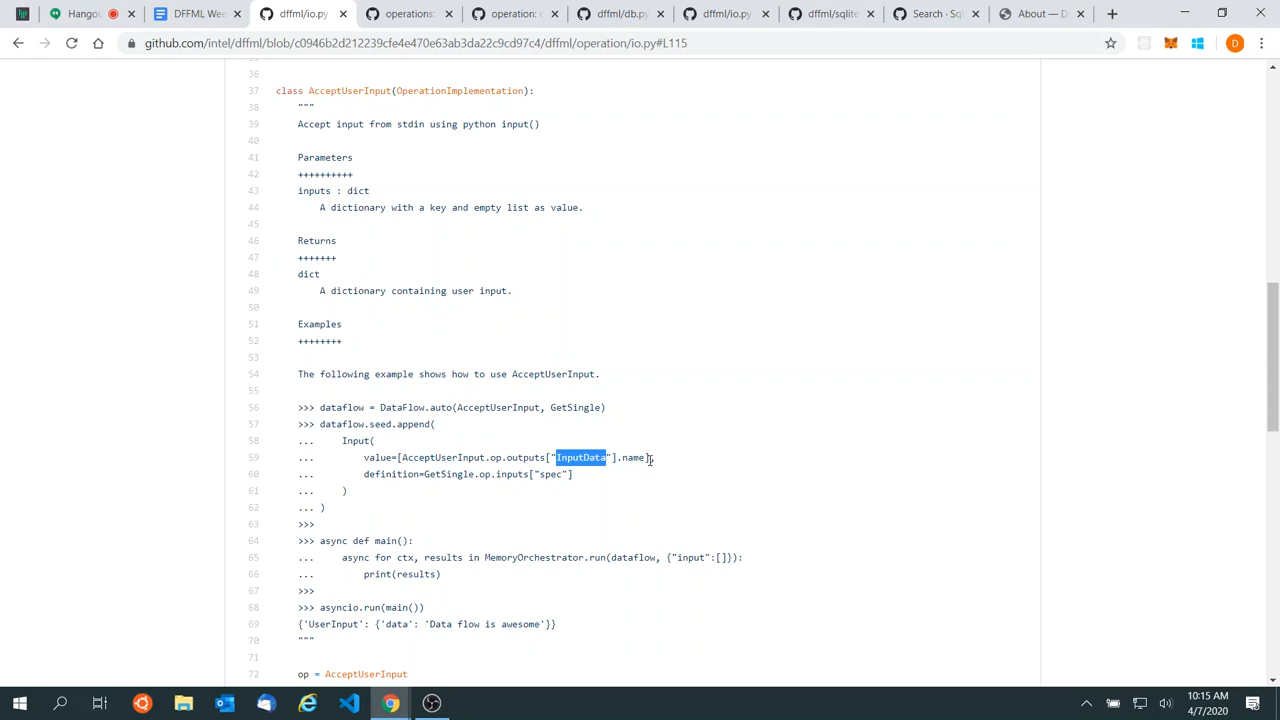 Hangou
DFFML Wee
dffml/io.py
operations:
operation: c
dffml/dffml/
dffml/io.py
dffml/sqlite
Search · Sql
About — D
github.com/intel/dffml/blob/c0946b2d212239cfe4e470e63ab3da22c9cd97c4/dffml/operation/io.py#L115
D
35
36
37 class AcceptUserInput(OperationImplementation):
38 """
39 Accept input from stdin using python input()
40
41 Parameters
42 ++++++++++
43 inputs : dict
44 A dictionary with a key and empty list as value.
45
46 Returns
47 +++++++
48 dict
49 A dictionary containing user input.
50
51 Examples
52 ++++++++
53
54 The following example shows how to use AcceptUserInput.
55
56 >>> dataflow = DataFlow.auto(AcceptUserInput, GetSingle)
57 >>> dataflow.seed.append(
58 ... Input(
59 ... value=[AcceptUserInput.op.outputs["InputData"].name],
60 ... definition=GetSingle.op.inputs["spec"]
61 ... )
62 ... )
63 >>>
64 >>> async def main():
65 ... async for ctx, results in MemoryOrchestrator.run(dataflow, {"input":[]}):
66 ... print(results)
67 >>>
68 >>> asyncio.run(main())
69 {'UserInput': {'data': 'Data flow is awesome'}}
70 """
71
72 op = AcceptUserInput
10:15 AM
4/7/2020